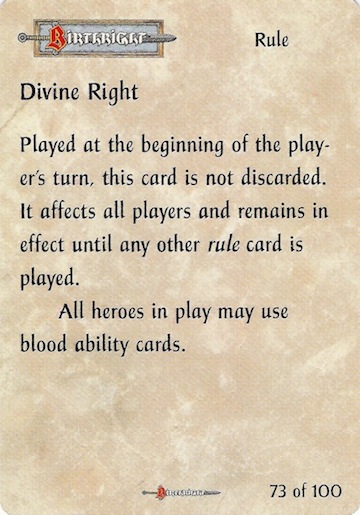 BIRTHRIGHT
Rule
Divine Right
Played at the beginning of the play-
er's turn, this card is not discarded.
It affects all players and remains in
effect until any other rule card is
played.
All heroes in play may use
blood ability cards.
BIRTHRIGHT
73 of 100